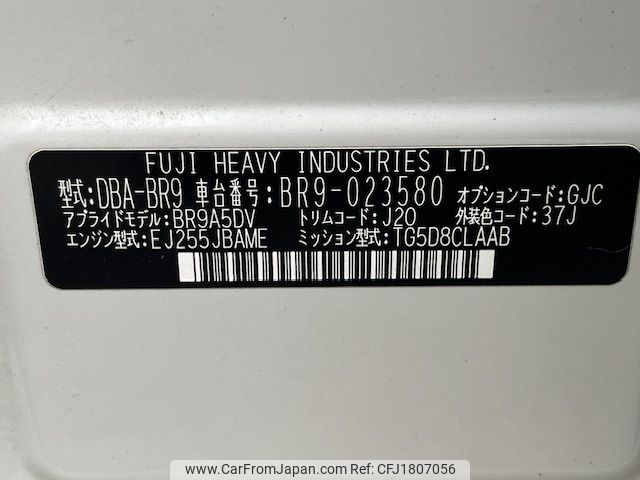 FUJI HEAVY INDUSTRIES LTD.
型式:DBA-BR9 車台番号:BR9-023580 オプションコード:GJC
アプライドモデル:BR9A5DV トリムコード:J20 外装色コード:37J
エンジン型式:EJ255JBAME ミッション型式:TG5D8CLAAB
www.CarFromJapan.com | Ref No. CFJ1807056